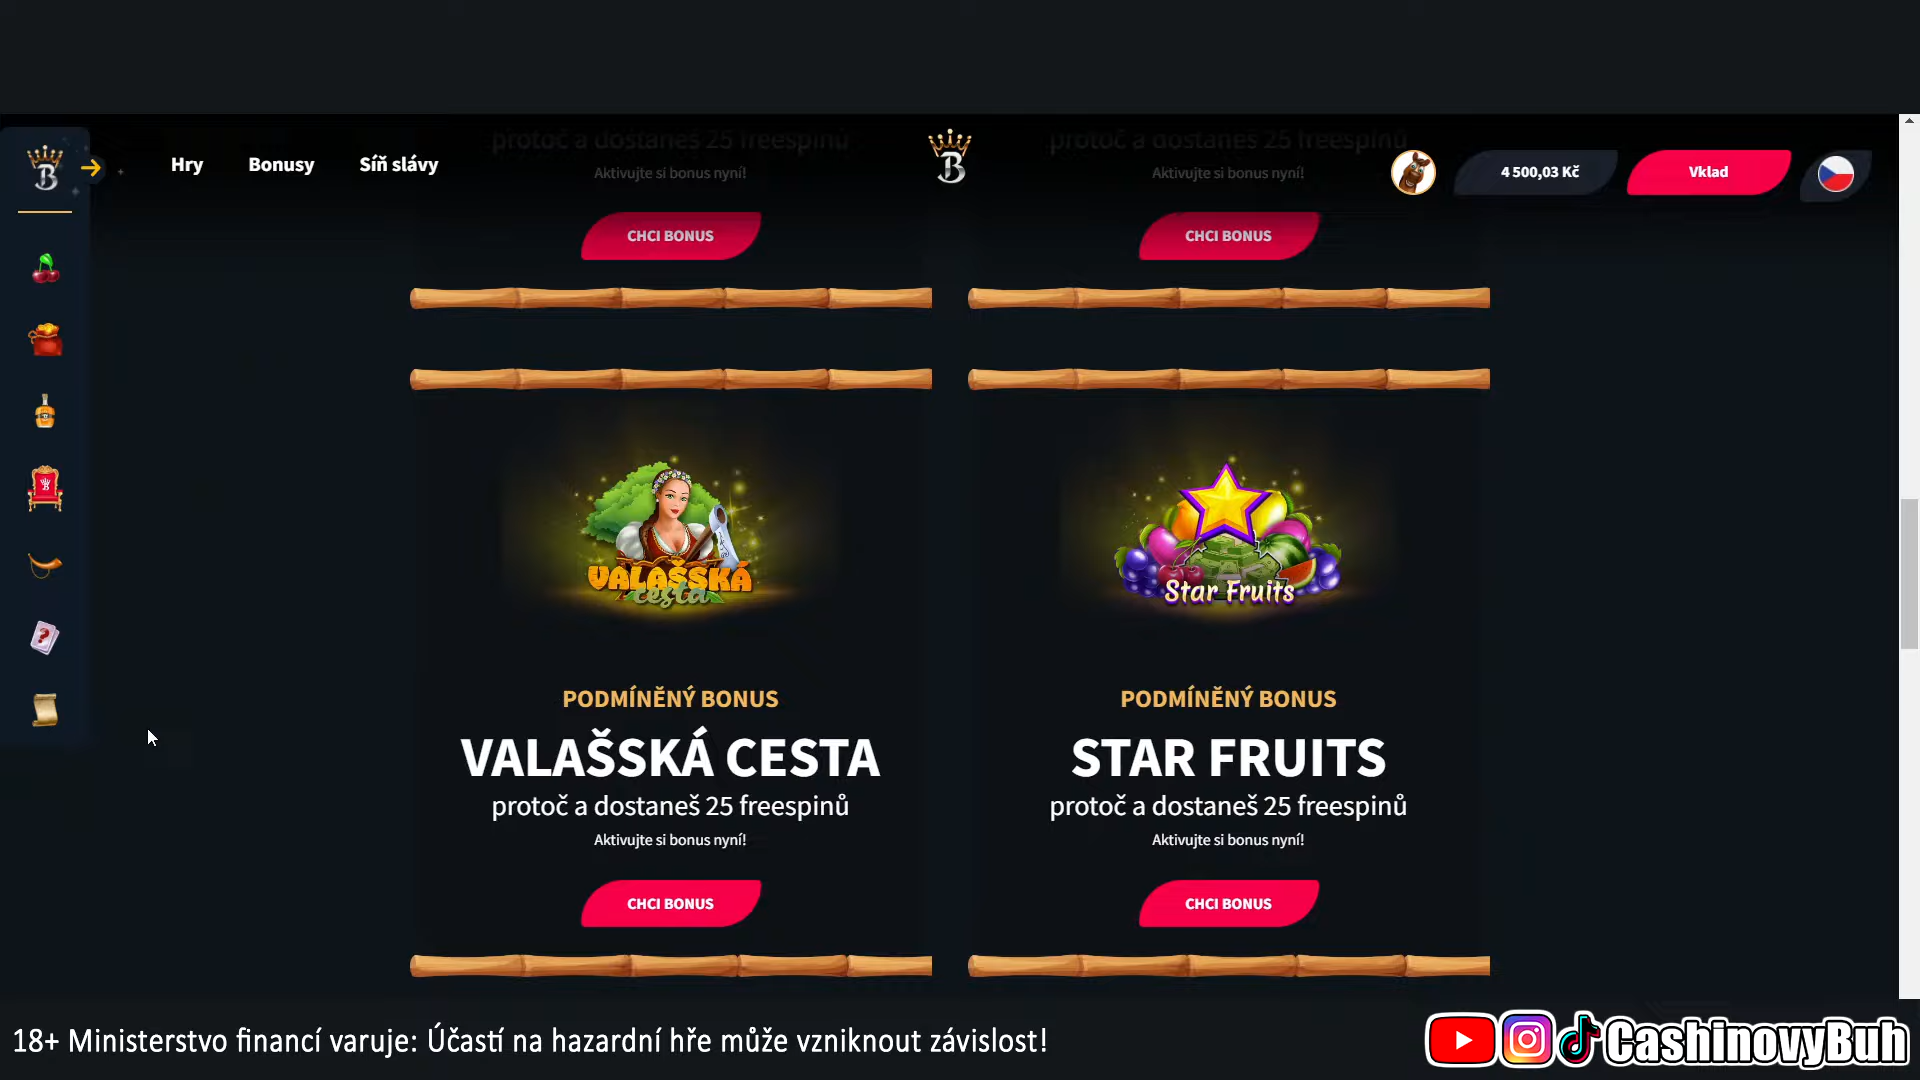 Hry Bonusy Síň slávy
B
B
4 500,03 Kč
Vklad
protoč a dostaneš 25 freespinů
Aktivujte si bonus nyní!
CHCI BONUS
protoč a dostaneš 25 freespinů
Aktivujte si bonus nyní!
CHCI BONUS
VALAŠSKÁ
cesta
PODMÍNĚNÝ BONUS
VALAŠSKÁ CESTA
protoč a dostaneš 25 freespinů
Aktivujte si bonus nyní!
CHCI BONUS
Star Fruits
PODMÍNĚNÝ BONUS
STAR FRUITS
protoč a dostaneš 25 freespinů
Aktivujte si bonus nyní!
CHCI BONUS
18+ Ministerstvo financí varuje: Účastí na hazardní hře může vzniknout závislost!
CashinovyBuh